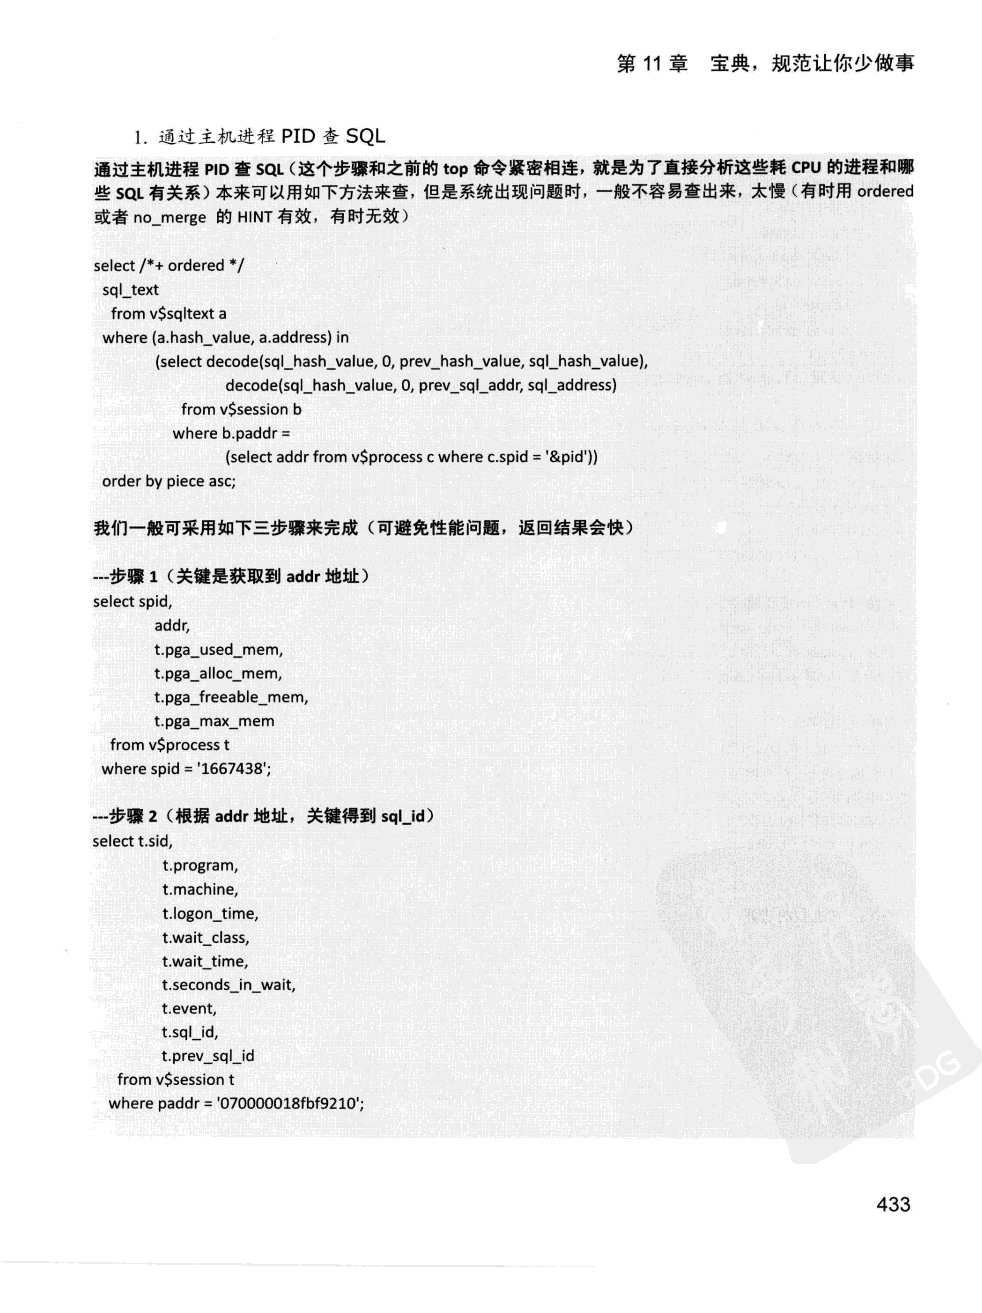 第 11 章 宝典，规范让你少做事
1. 通过主机进程 PID 查 SQL
通过主机进程 PID 查 SQL（这个步骤和之前的 top 命令紧密相连，就是为了直接分析这些耗 CPU 的进程和哪
些 SQL 有关系）本来可以用如下方法来查，但是系统出现问题时，一般不容易查出来，太慢（有时用 ordered
或者 no_merge 的 HINT 有效，有时无效）
select /*+ ordered */
sql_text
from v$sqltext a
where (a.hash_value, a.address) in
(select decode(sql_hash_value, 0, prev_hash_value, sql_hash_value),
decode(sql_hash_value, 0, prev_sql_addr, sql_address)
from v$session b
where b.paddr =
(select addr from v$process c where c.spid = '&pid'))
order by piece asc;
我们一般可采用如下三步骤来完成（可避免性能问题，返回结果会快）
---步骤 1（关键是获取到 addr 地址）
select spid,
addr,
t.pga_used_mem,
t.pga_alloc_mem,
t.pga_freeable_mem,
t.pga_max_mem
from v$process t
where spid = '1667438';
---步骤 2（根据 addr 地址，关键得到 sql_id）
select t.sid,
t.program,
t.machine,
t.logon_time,
t.wait_class,
t.wait_time,
t.seconds_in_wait,
t.event,
t.sql_id,
t.prev_sql_id
from v$session t
where paddr = '070000018fbf9210';
PDG
433